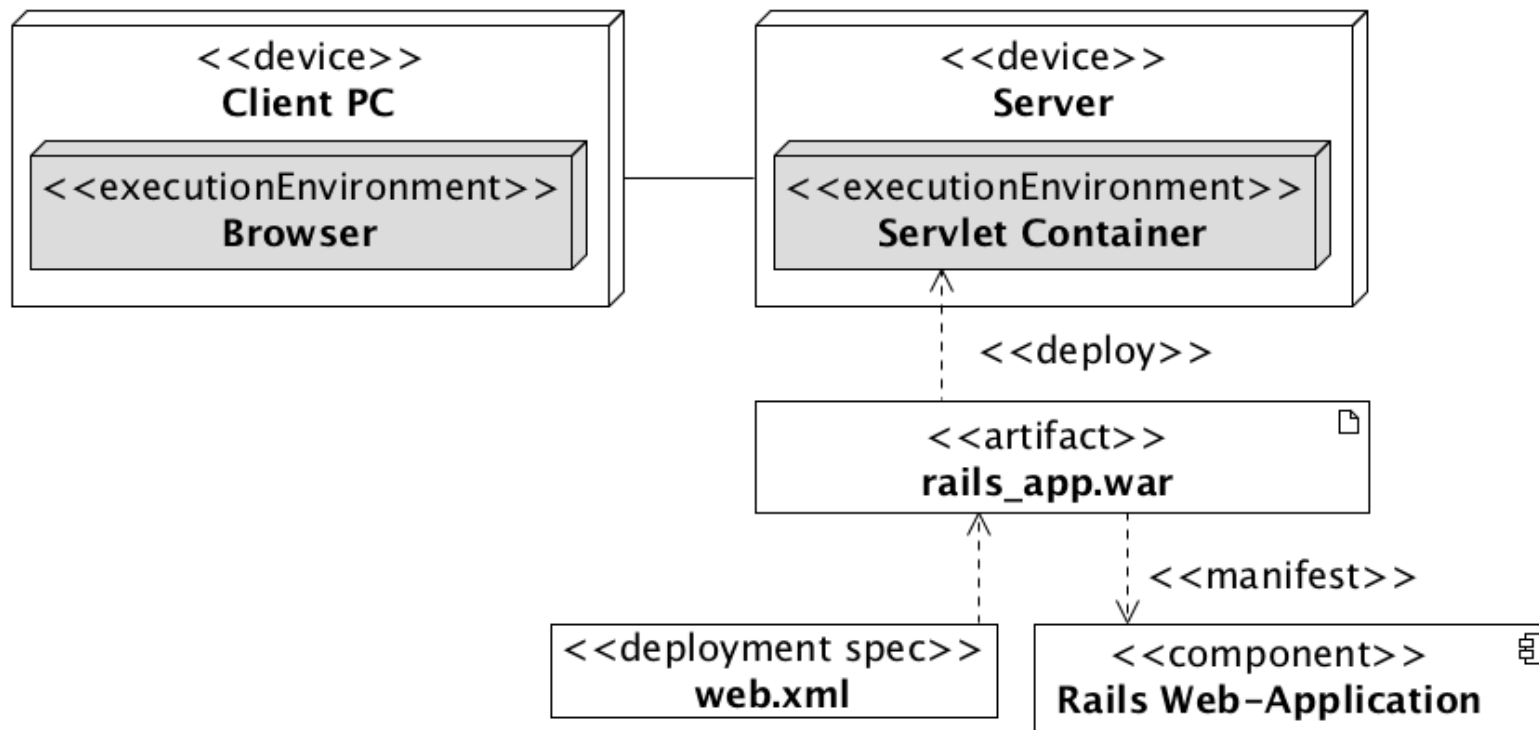 <<device>>
Client PC
<<executionEnvironment>>
Browser
<<device>>
Server
<<executionEnvironment>>
Servlet Container
<<deploy>>
<<artifact>>
rails_app.war
<<manifest>>
<<deployment spec>>
web.xml
<<component>>
Rails Web-Application